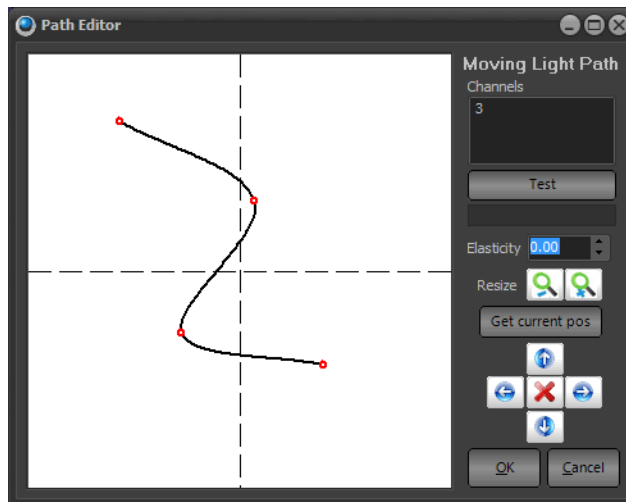 Path Editor
Moving Light Path
Channels
3
Test
Elasticity 0.00
Resize
Get current pos
OK Cancel